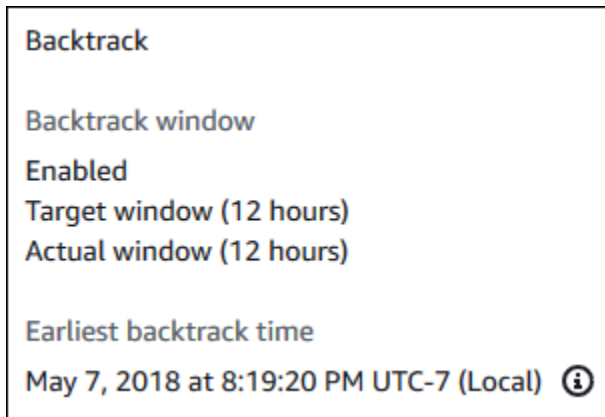 Backtrack
Backtrack window
Enabled
Target window (12 hours)
Actual window (12 hours)
Earliest backtrack time
May 7, 2018 at 8:19:20 PM UTC-7 (Local)